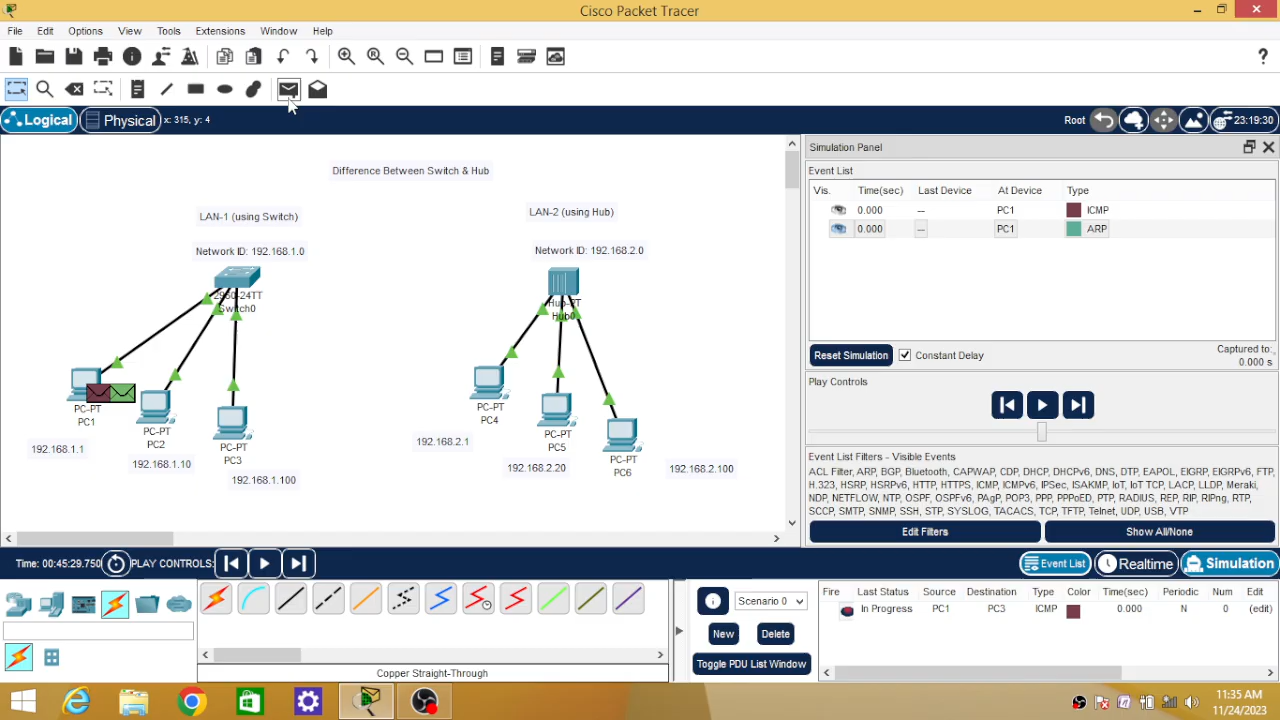 Cisco Packet Tracer
File Edit Options View Tools Extensions Window Help
Logical Physical x: 315, y: 4 Root 23:19:30
Simulation Panel
Event List
Vis. Time(sec) Last Device At Device Type
0.000 -- PC1 ICMP
0.000 -- PC1 ARP
Reset Simulation Constant Delay Captured to:
0.000 s
Play Controls
Event List Filters - Visible Events
ACL Filter, ARP, BGP, Bluetooth, CAPWAP, CDP, DHCP, DHCPv6, DNS, DTP, EAPOL, EIGRP, EIGRPv6, FTP,
H.323, HSRP, HSRPv6, HTTP, HTTPS, ICMP, ICMPv6, IPSec, ISAKMP, IoT, IoT TCP, LACP, LLDP, Meraki,
NDP, NETFLOW, NTP, OSPF, OSPFv6, PAgP, POP3, PPP, PPPoED, PTP, RADIUS, REP, RIP, RIPng, RTP,
SCCP, SMTP, SNMP, SSH, STP, SYSLOG, TACACS, TCP, TFTP, Telnet, UDP, USB, VTP
Edit Filters Show All/None
Difference Between Switch & Hub
LAN-1 (using Switch)
Network ID: 192.168.1.0
2950-24TT
Switch0
PC-PT
PC1
192.168.1.1
PC-PT
PC2
192.168.1.10
PC-PT
PC3
192.168.1.100
LAN-2 (using Hub)
Network ID: 192.168.2.0
Hub-PT
Hub0
PC-PT
PC4
192.168.2.1
PC-PT
PC5
192.168.2.20
PC-PT
PC6
192.168.2.100
Time: 00:45:29.750 PLAY CONTROLS: Event List Realtime Simulation
Copper Straight-Through
Scenario 0
New Delete
Toggle PDU List Window
Fire Last Status Source Destination Type Color Time(sec) Periodic Num Edit
In Progress PC1 PC3 ICMP 0.000 N 0 (edit)
11:35 AM
11/24/2023